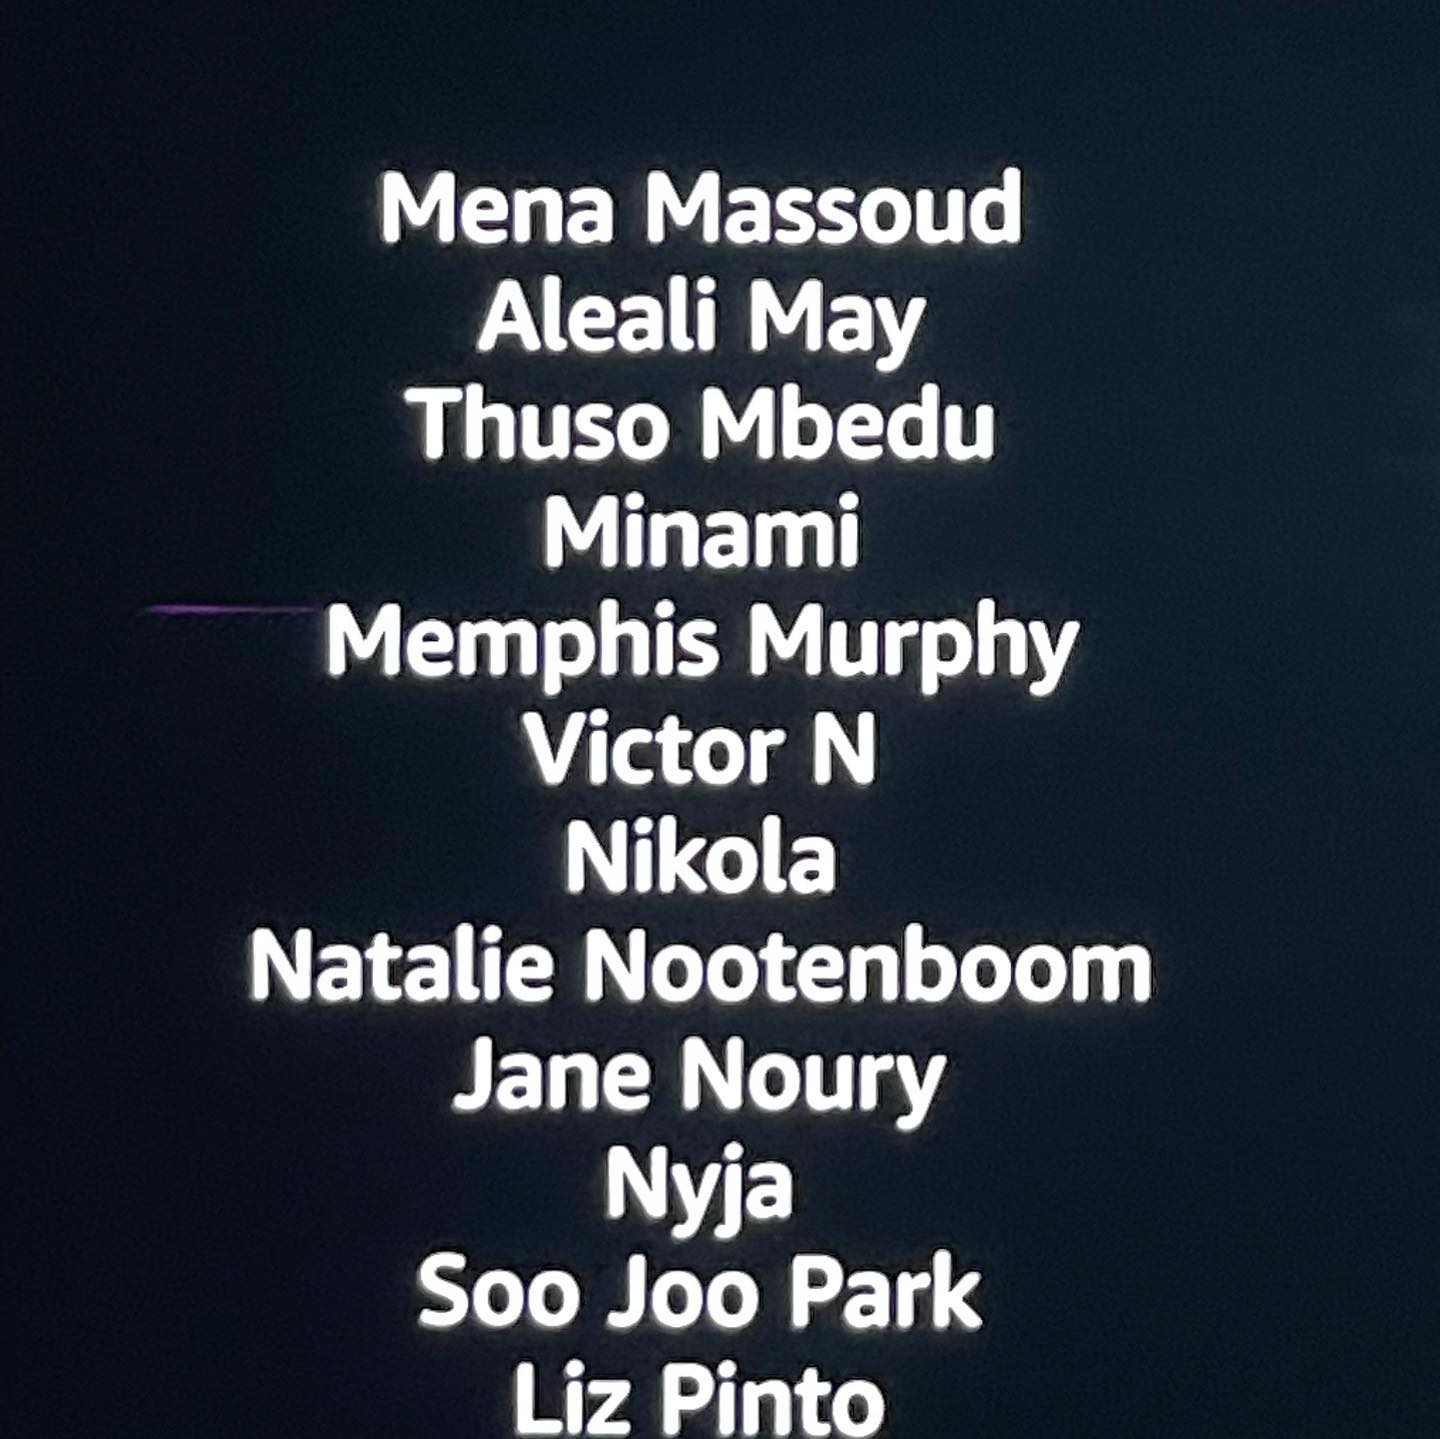 Mena Massoud
Aleali May
Thuso Mbedu
Minami
Memphis Murphy
Victor N
Nikola
Natalie Nootenboom
Jane Noury
Nyja
Soo Joo Park
Liz Pinto